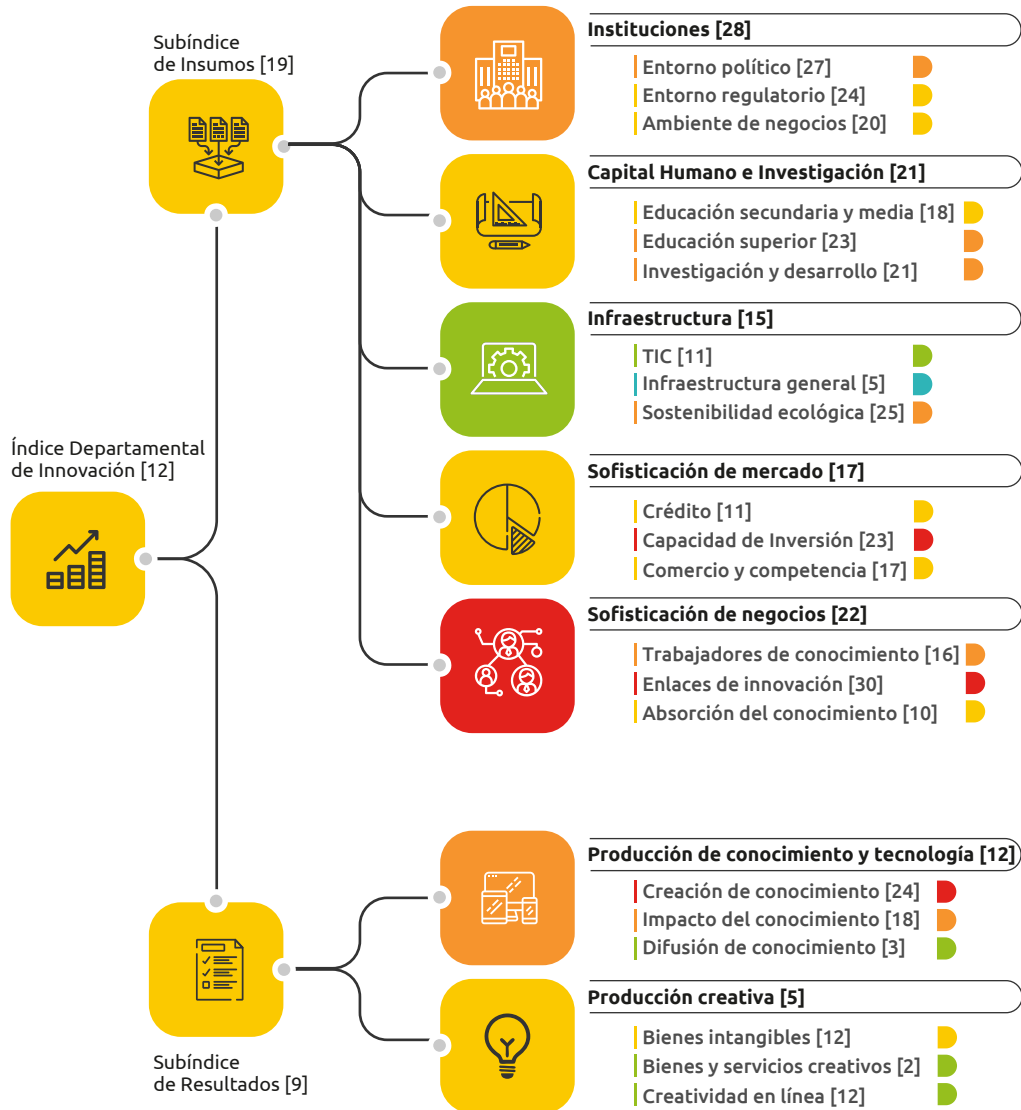 Índice Departamental
de Innovación [12]
Subíndice
de Insumos [19]
Instituciones [28]
Entorno político [27]
Entorno regulatorio [24]
Ambiente de negocios [20]
Capital Humano e Investigación [21]
Educación secundaria y media [18]
Educación superior [23]
Investigación y desarrollo [21]
Infraestructura [15]
TIC [11]
Infraestructura general [5]
Sostenibilidad ecológica [25]
Sofisticación de mercado [17]
Crédito [11]
Capacidad de Inversión [23]
Comercio y competencia [17]
Sofisticación de negocios [22]
Trabajadores de conocimiento [16]
Enlaces de innovación [30]
Absorción del conocimiento [10]
Subíndice
de Resultados [9]
Producción de conocimiento y tecnología [12]
Creación de conocimiento [24]
Impacto del conocimiento [18]
Difusión de conocimiento [3]
Producción creativa [5]
Bienes intangibles [12]
Bienes y servicios creativos [2]
Creatividad en línea [12]